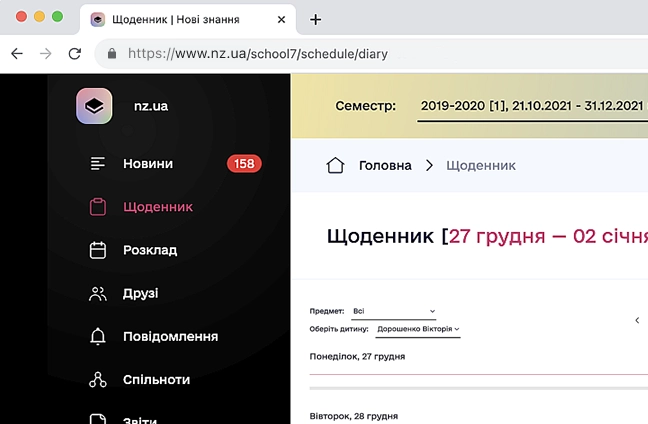 Щоденник | Нові знання
https://www.nz.ua/school7/schedule/diary
nz.ua
Новини 158
Щоденник
Розклад
Друзі
Повідомлення
Спільноти
Звіти
Семестр: 2019-2020 [1], 21.10.2021 - 31.12.2021
Головна > Щоденник
Щоденник [27 грудня — 02 січня
Предмет: Всі
Оберіть дитину: Дорошенко Вікторія
Понеділок, 27 грудня
Вівторок, 28 грудня